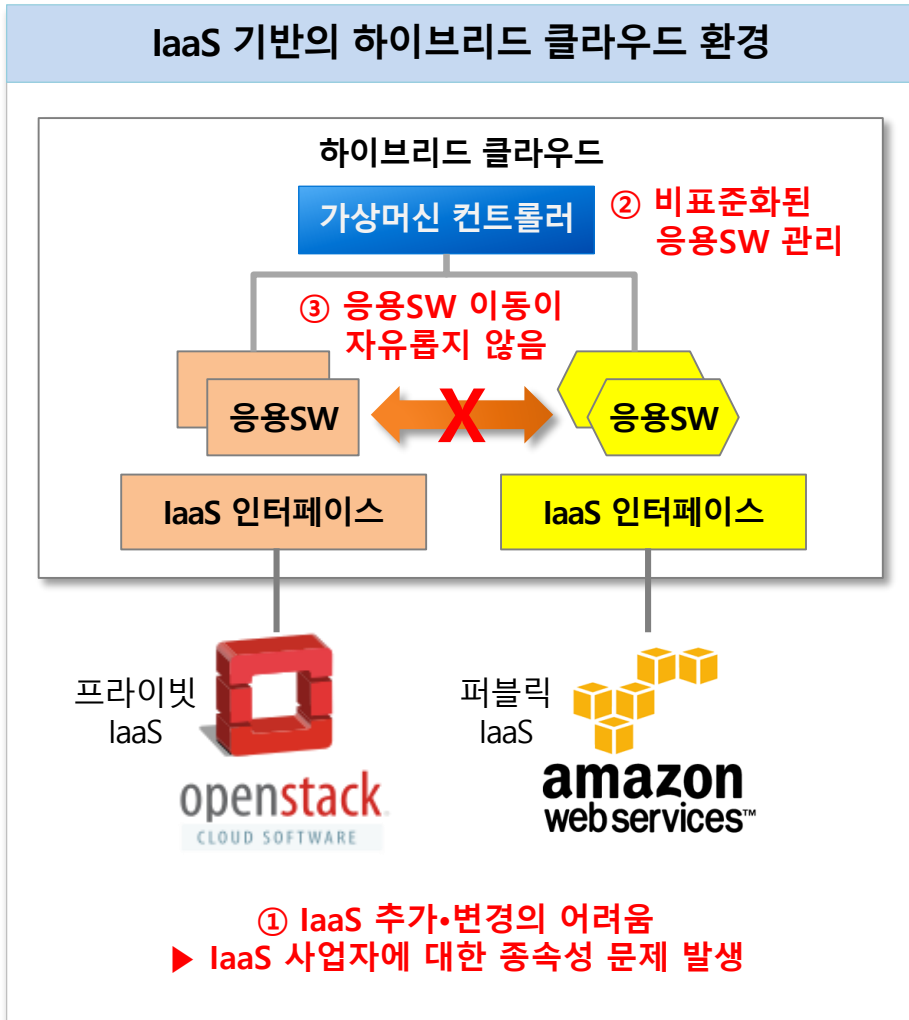 IaaS 기반의 하이브리드 클라우드 환경
하이브리드 클라우드
가상머신 컨트롤러
② 비표준화된
응용SW 관리
③ 응용SW 이동이
자유롭지 않음
응용SW
X
응용SW
IaaS 인터페이스
IaaS 인터페이스
프라이빗
IaaS
openstack
CLOUD SOFTWARE
퍼블릭
IaaS
amazon
web services™
① IaaS 추가•변경의 어려움
▶ IaaS 사업자에 대한 종속성 문제 발생